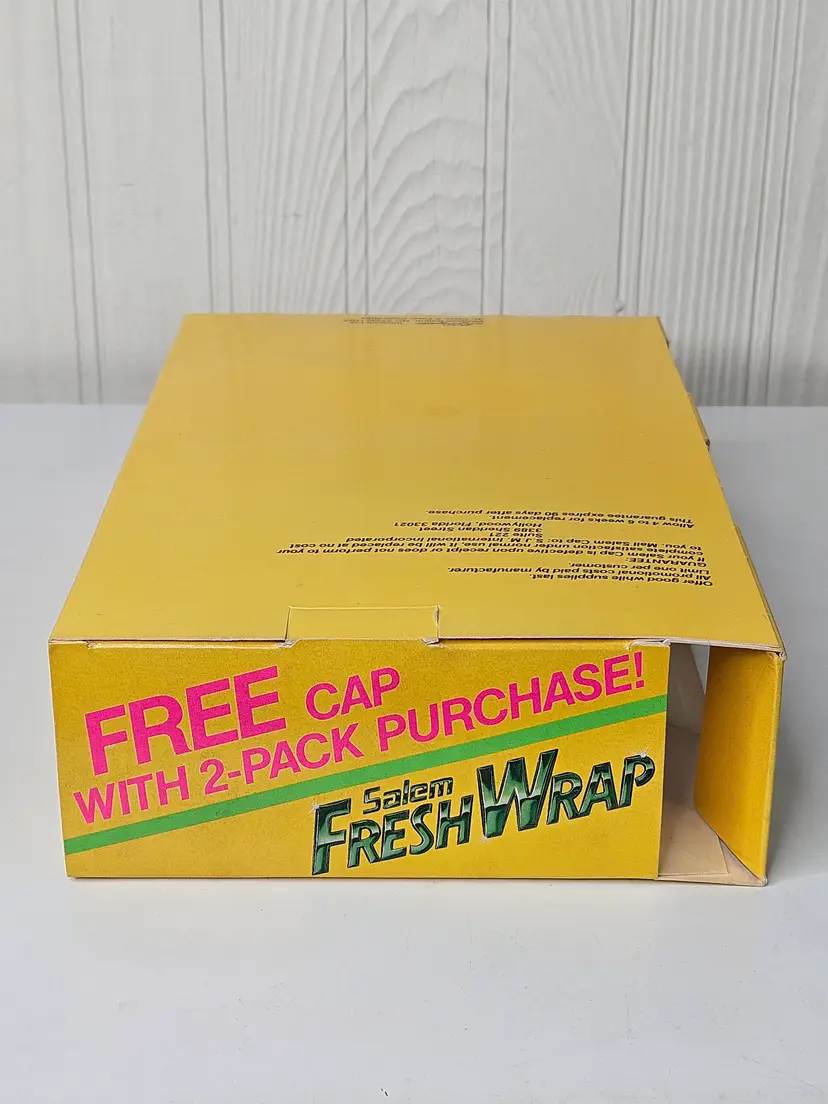 FREE CAP
WITH 2-PACK PURCHASE!
Salem
FRESH WRAP
Offer good while supplies last.
All promotional costs paid by manufacturer.
Limit one per customer.
GUARANTEE:
If your Salem Cap is defective upon receipt or does not perform to
complete satisfaction in normal use, it will be replaced at no cost
to you. Mail Salem Cap to: E.J. International Incorporated
Suite 221
3389 Sheridan Street
Hollywood, Florida 33021
Allow 4 to 6 weeks for replacement.
This guarantee expires 90 days after purchase.